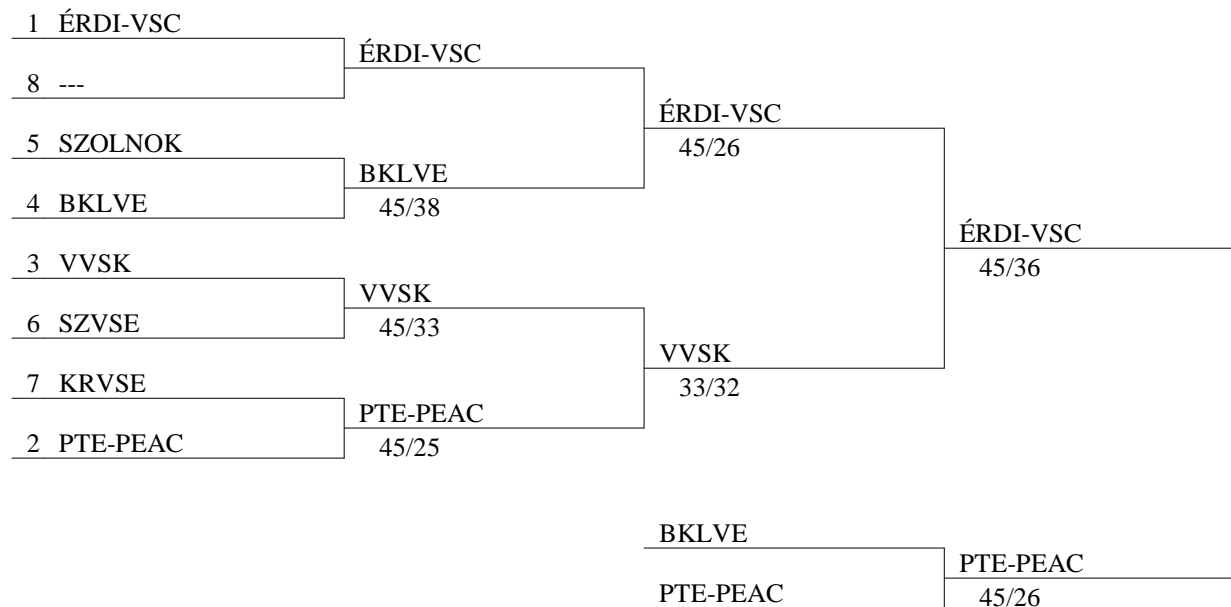 1 ÉRDI-VSC
ÉRDI-VSC
8 ---
ÉRDI-VSC
45/26
5 SZOLNOK
BKLVE
45/38
4 BKLVE
ÉRDI-VSC
45/36
3 VVSK
VVSK
45/33
6 SZVSE
VVSK
33/32
7 KRVSE
PTE-PEAC
45/25
2 PTE-PEAC
BKLVE
PTE-PEAC
45/26
PTE-PEAC